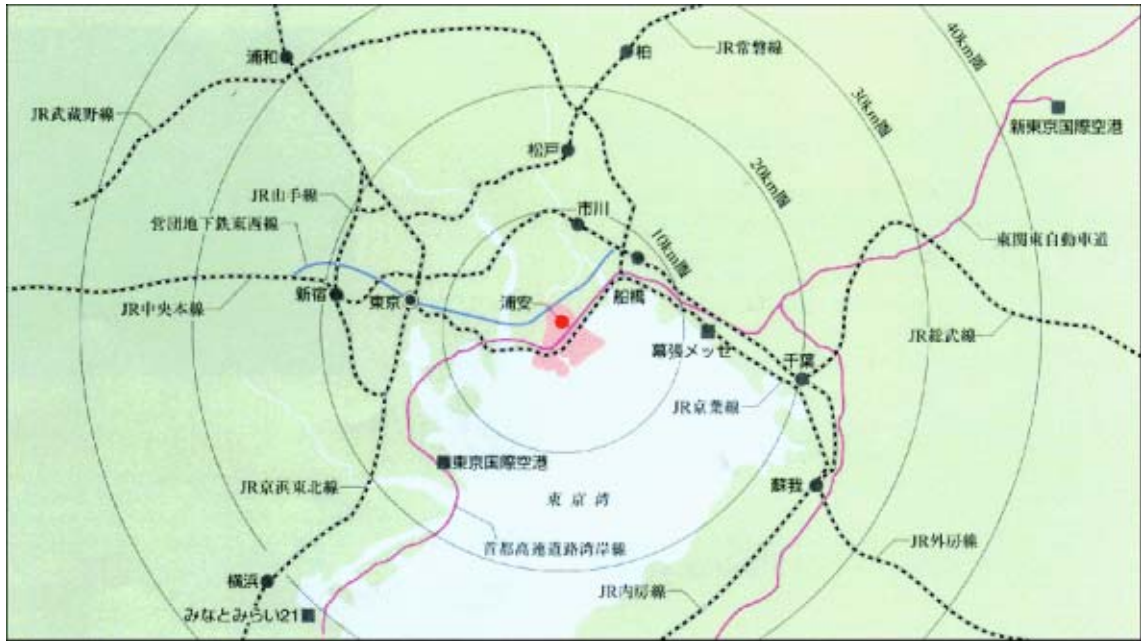 浦和
柏
JR常磐線
40km圏
JR武蔵野線
30km圏
新東京国際空港
松戸
20km圏
JR山手線
市川
営団地下鉄東西線
10km圏
東関東自動車道
新宿
東京
浦安
船橋
JR中央本線
幕張メッセ
千葉
JR総武線
JR京葉線
東京国際空港
JR京浜東北線
東京湾
蘇我
首都高速道路湾岸線
JR外房線
横浜
JR内房線
みなとみらい21